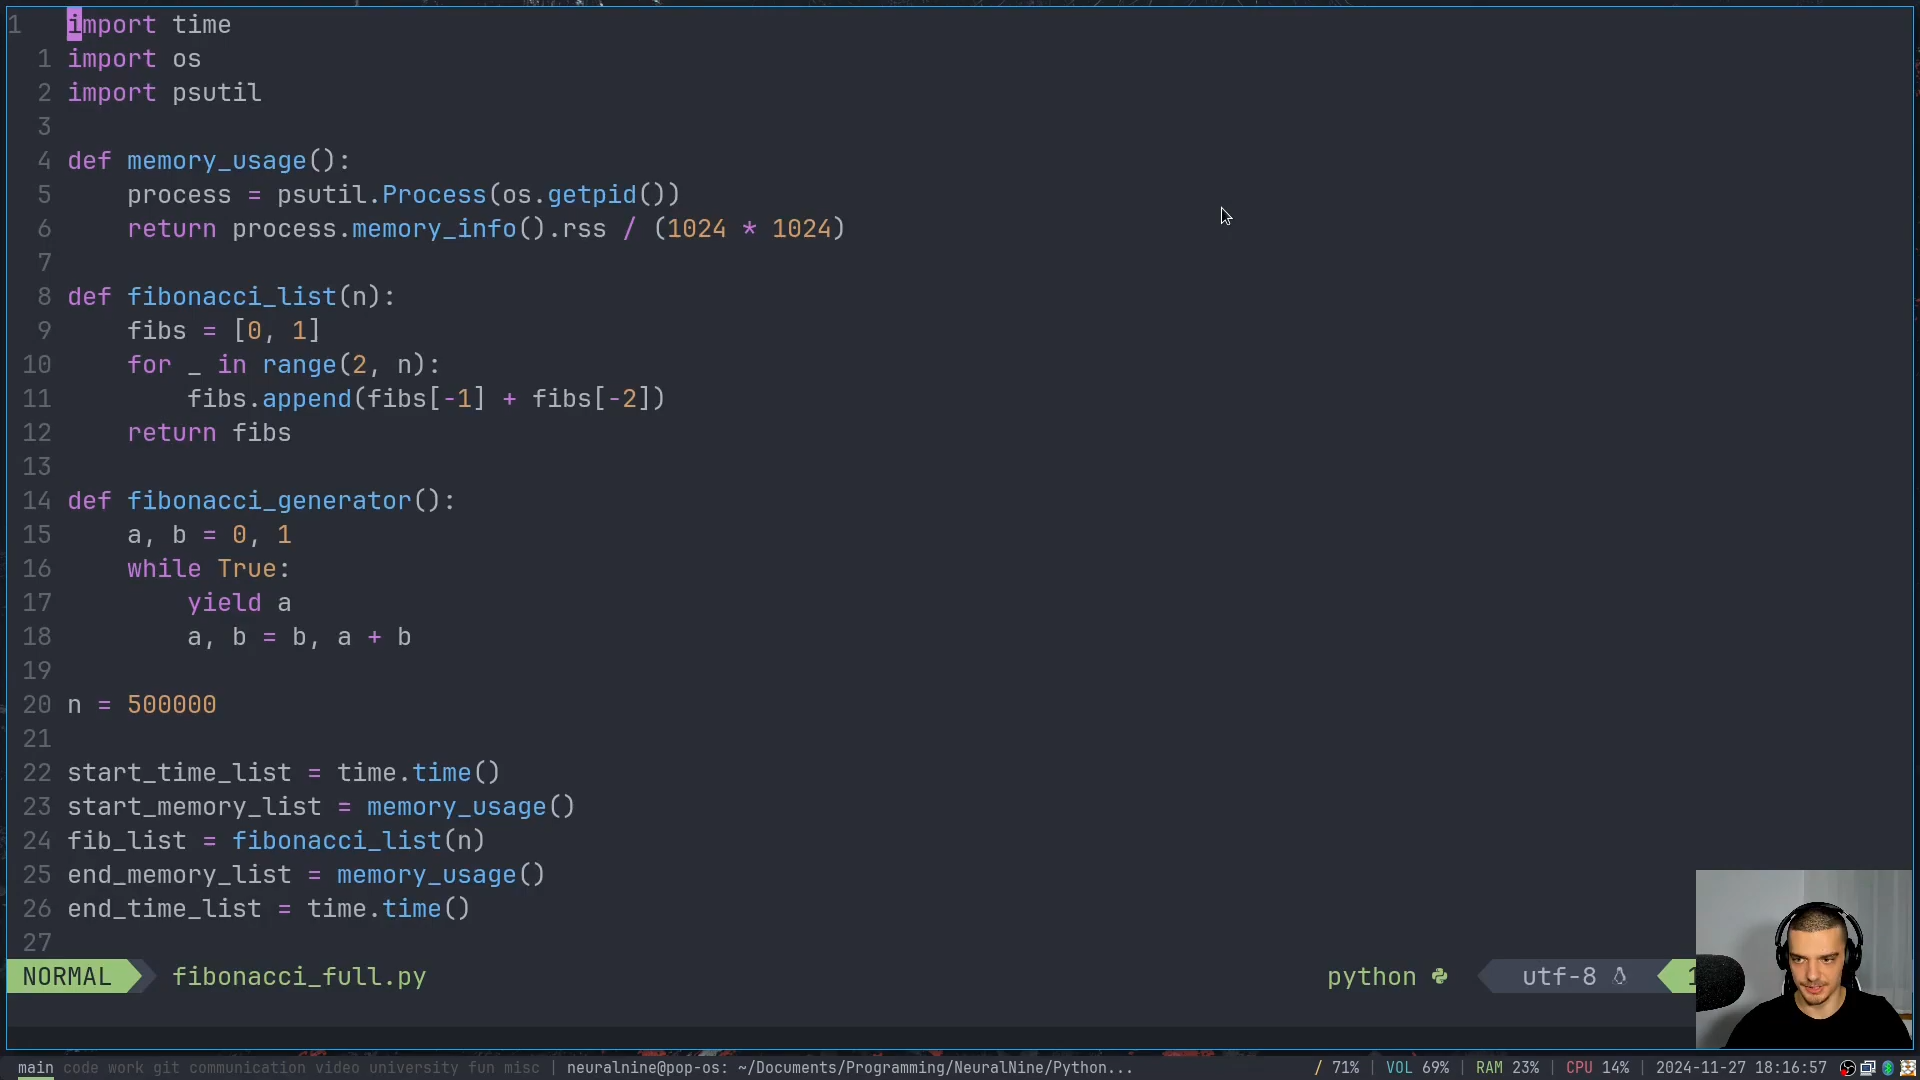 1 import time
1 import os
2 import psutil
3
4 def memory_usage():
5 process = psutil.Process(os.getpid())
6 return process.memory_info().rss / (1024 * 1024)
7
8 def fibonacci_list(n):
9 fibs = [0, 1]
10 for _ in range(2, n):
11 fibs.append(fibs[-1] + fibs[-2])
12 return fibs
13
14 def fibonacci_generator():
15 a, b = 0, 1
16 while True:
17 yield a
18 a, b = b, a + b
19
20 n = 500000
21
22 start_time_list = time.time()
23 start_memory_list = memory_usage()
24 fib_list = fibonacci_list(n)
25 end_memory_list = memory_usage()
26 end_time_list = time.time()
27
NORMAL fibonacci_full.py python utf-8 1
main code work git communication video university fun misc | neuralnine@pop-os: ~/Documents/Programming/NeuralNine/Python... / 71% | VOL 69% | RAM 23% | CPU 14% | 2024-11-27 18:16:57